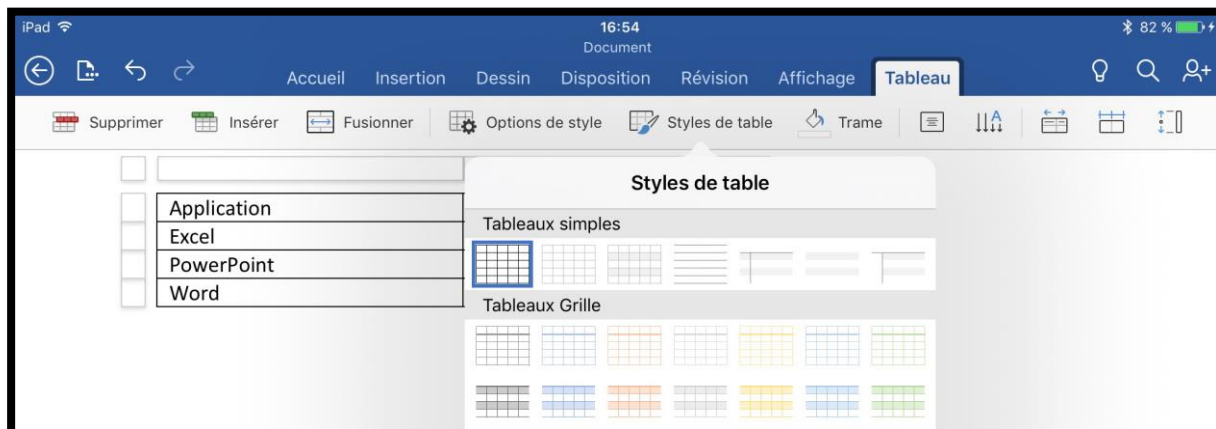 iPad 16:54 82 %
Document
Accueil Insertion Dessin Disposition Révision Affichage Tableau
Supprimer Insérer Fusionner Options de style Styles de table Trame
Styles de table
Application
Tableaux simples
Excel
PowerPoint
Word
Tableaux Grille